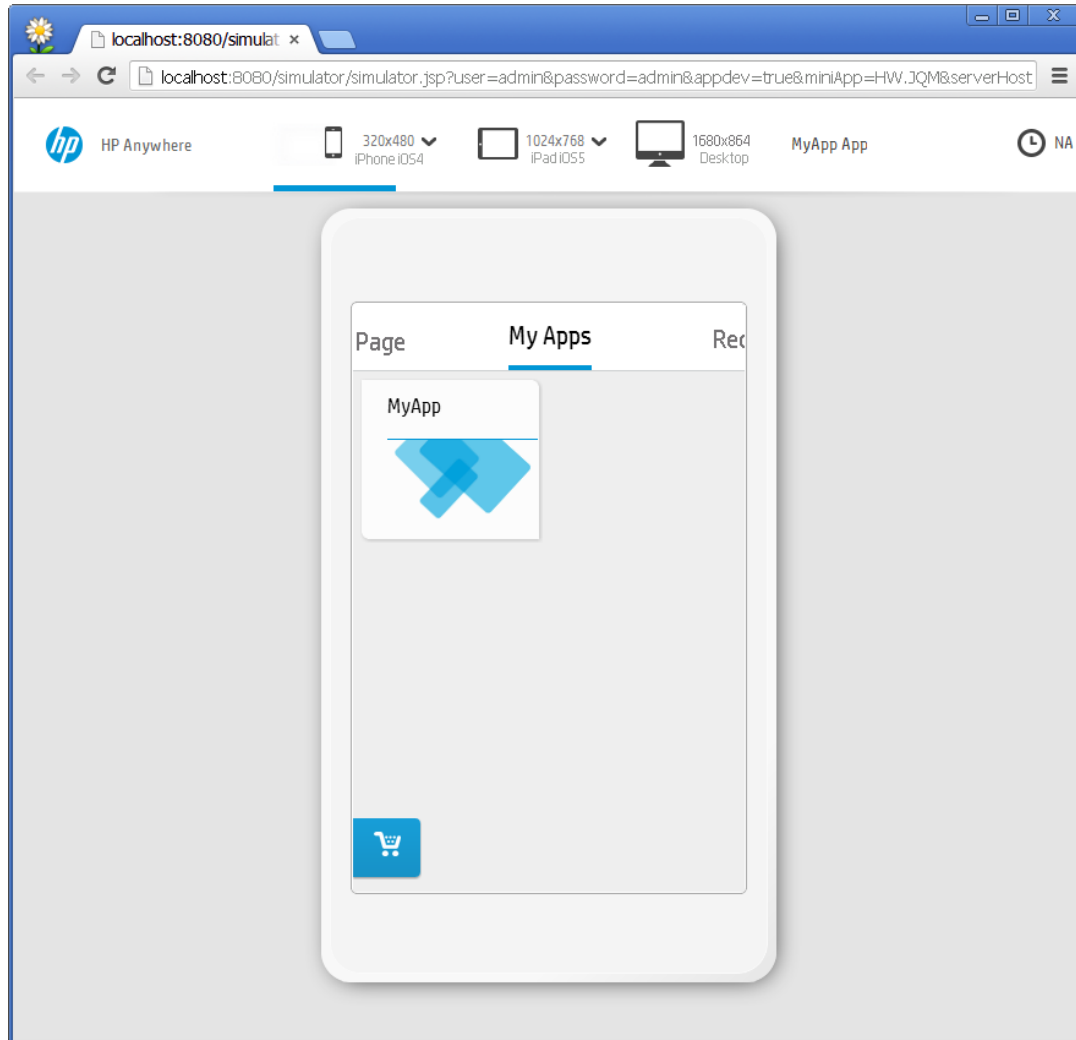 localhost:8080/simulat
localhost:8080/simulator/simulator.jsp?user=admin&password=admin&appdev=true&miniApp=HW.JQM&serverHost
hp
HP Anywhere
320x480
iPhone iOS4
1024x768
iPad iOS5
1680x864
Desktop
MyApp App
NA
Page
My Apps
Rec
MyApp